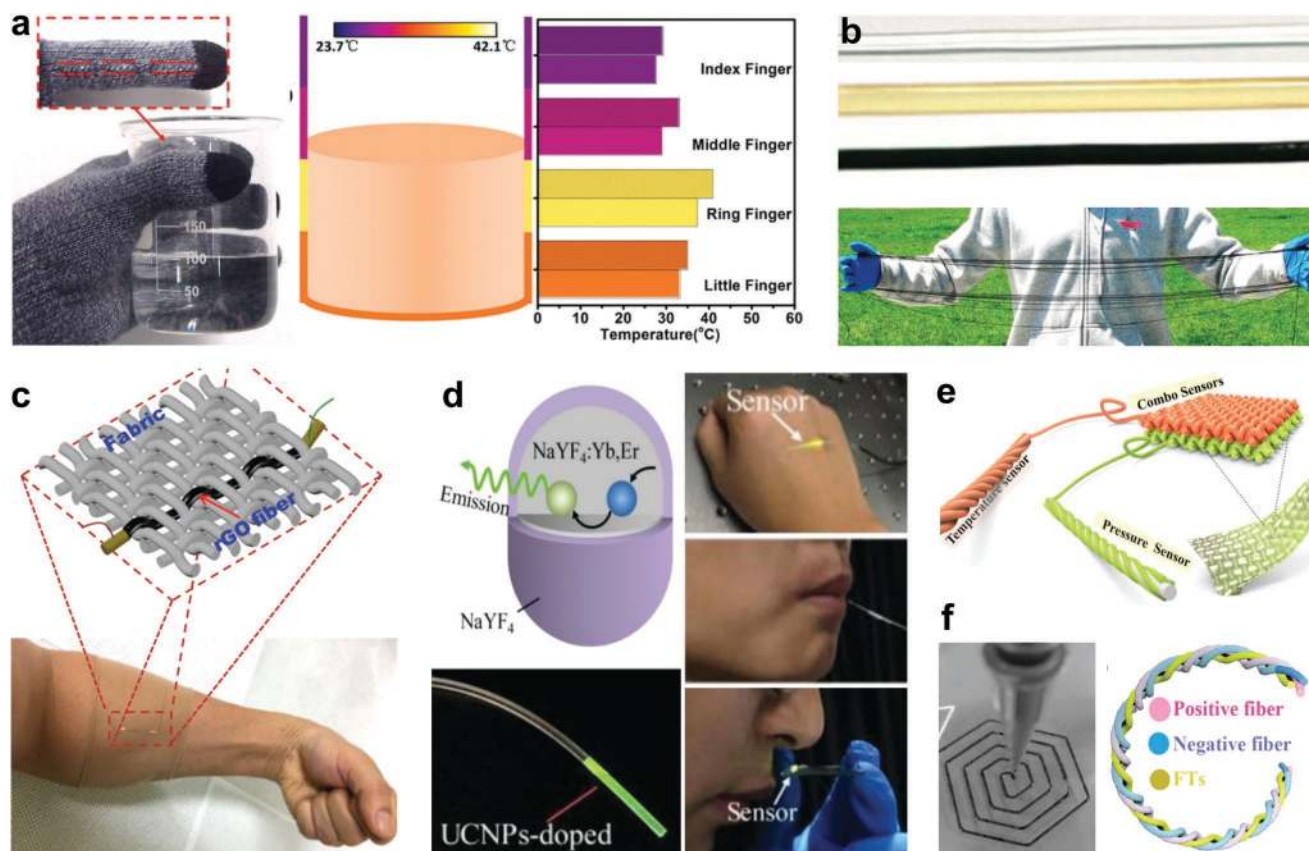 a
23.7℃
42.1℃
Index Finger
Middle Finger
Ring Finger
Little Finger
0 10 20 30 40 50 60
Temperature(°C)
150
100
50
b
c
Fabric
rGO fiber
d
NaYF4:Yb,Er
Emission
NaYF4
UCNPs-doped
Sensor
Sensor
e
Combo Sensors
Temperature sensor
Pressure Sensor
f
Positive fiber
Negative fiber
FTs